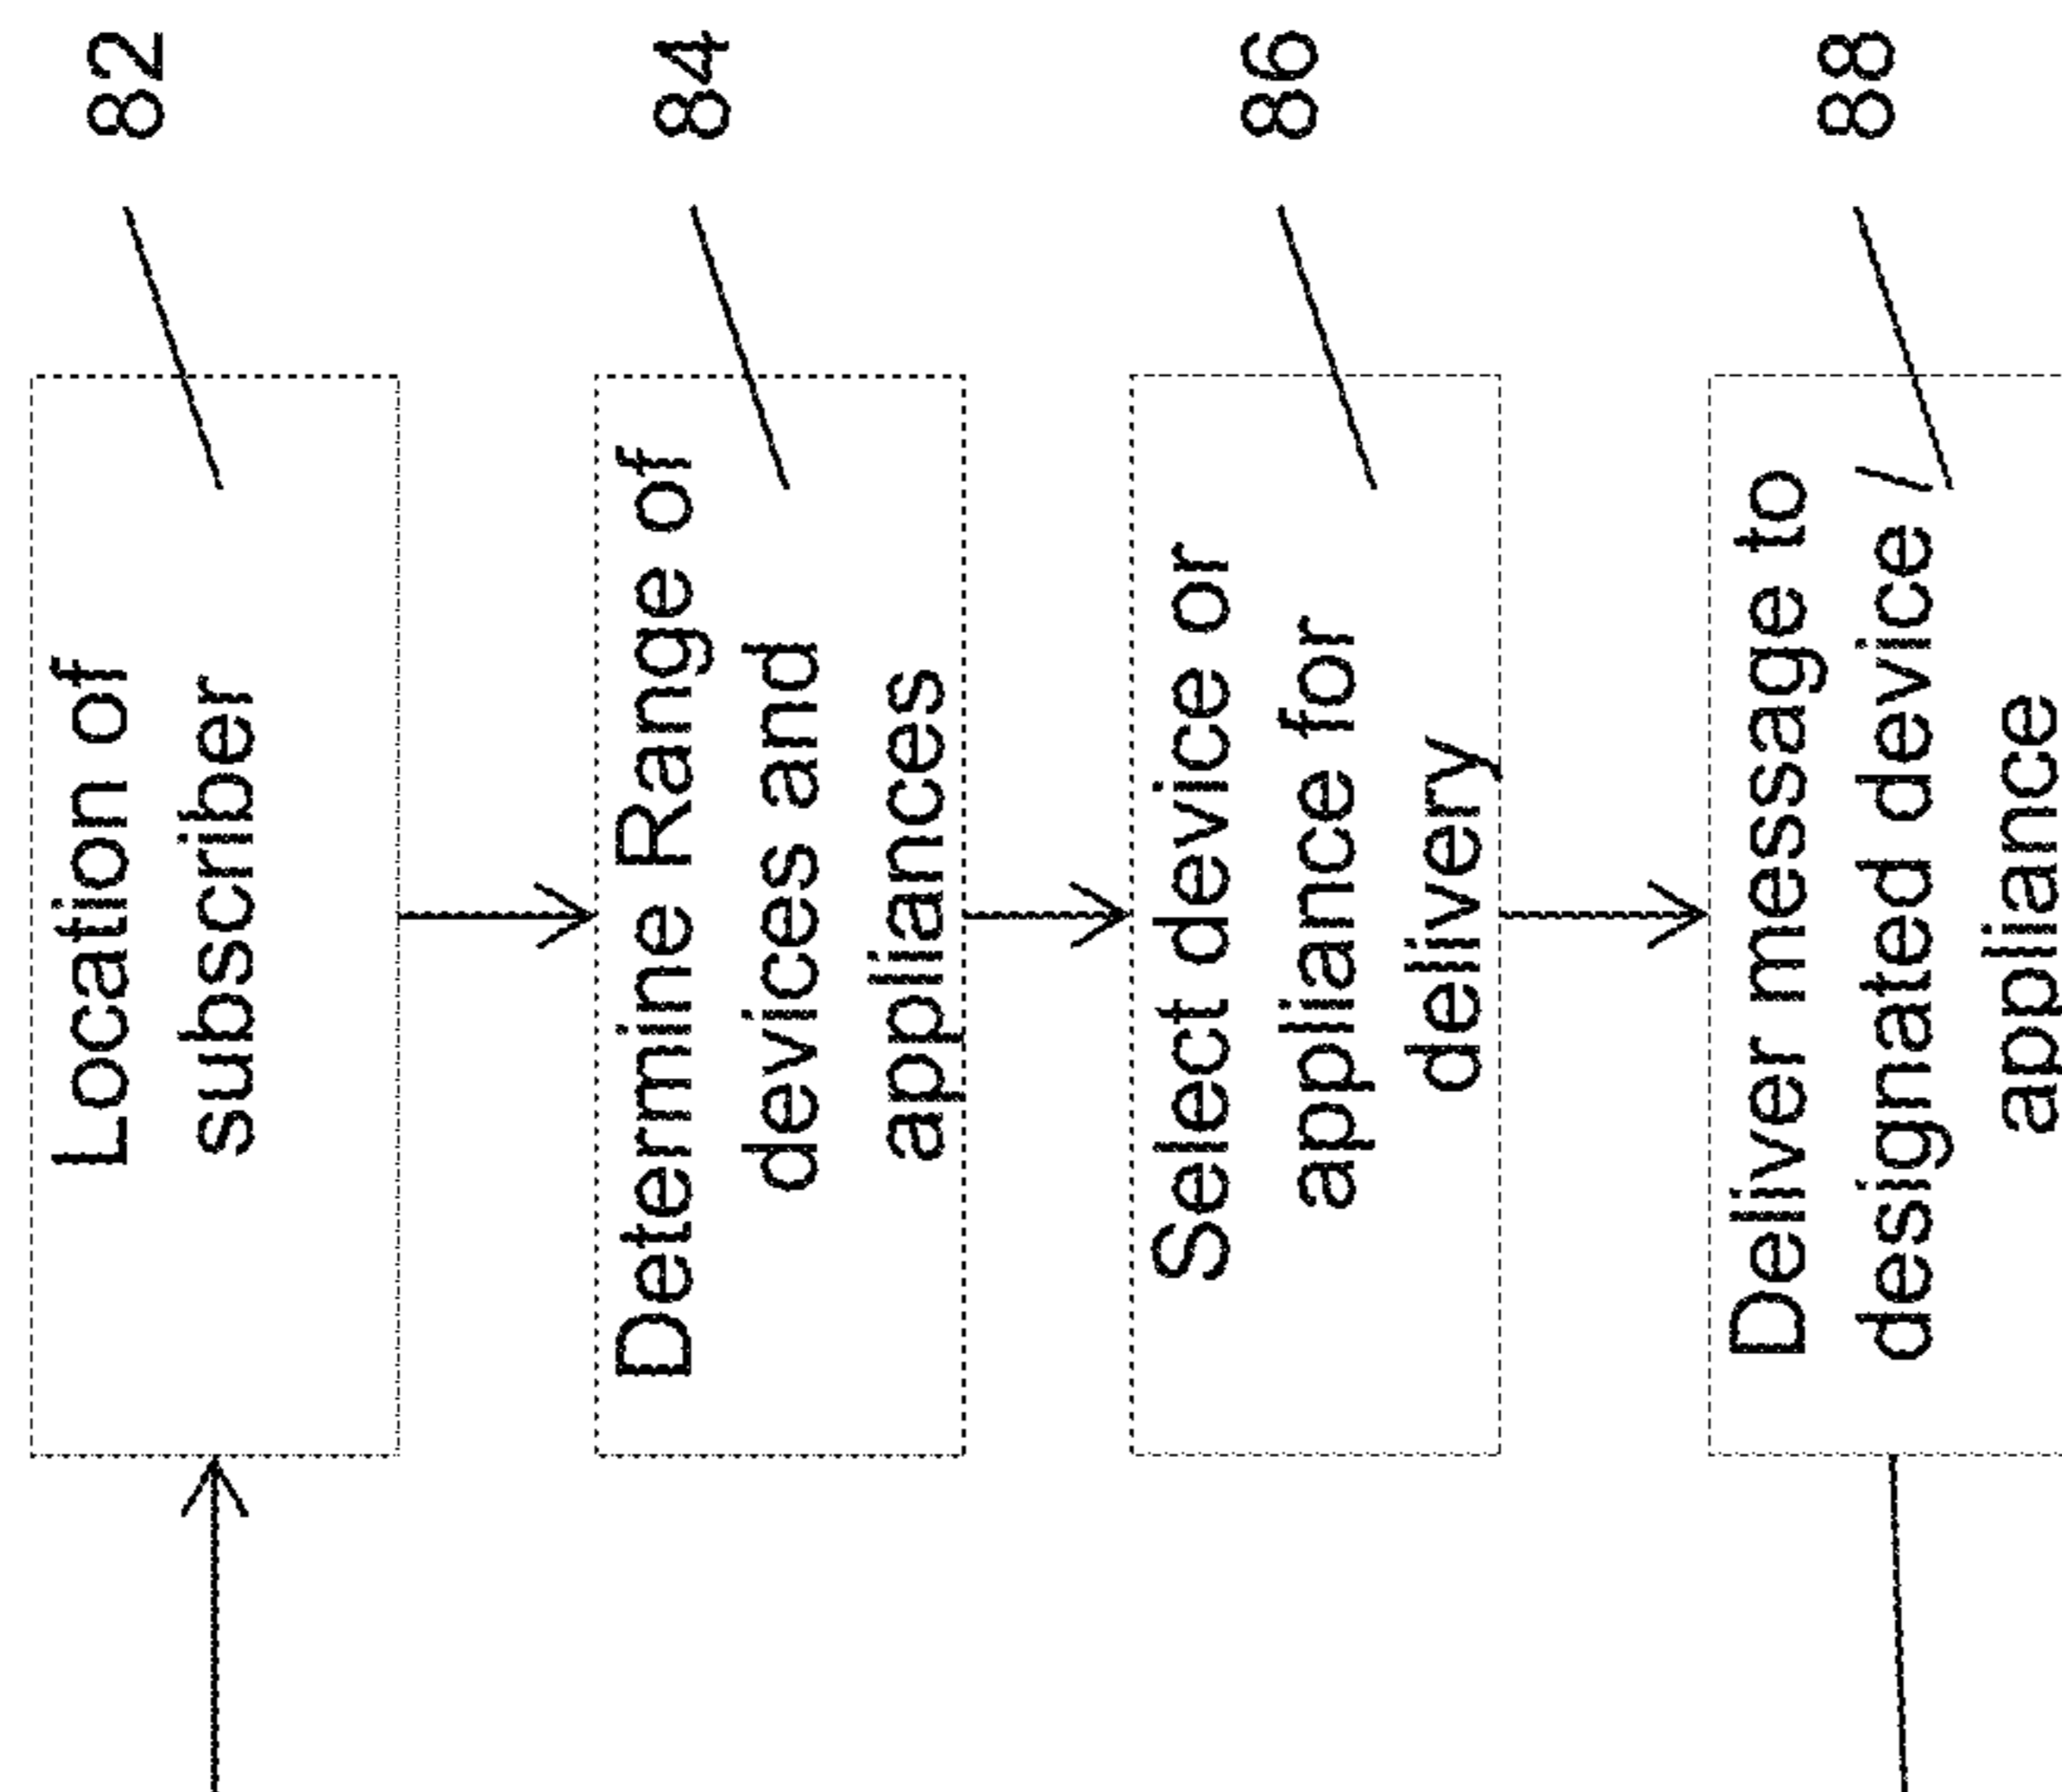 Location of
subscriber
82
Determine Range of
devices and
appliances
84
Select device or
appliance for
delivery
86
Deliver message to
designated device /
appliance
88